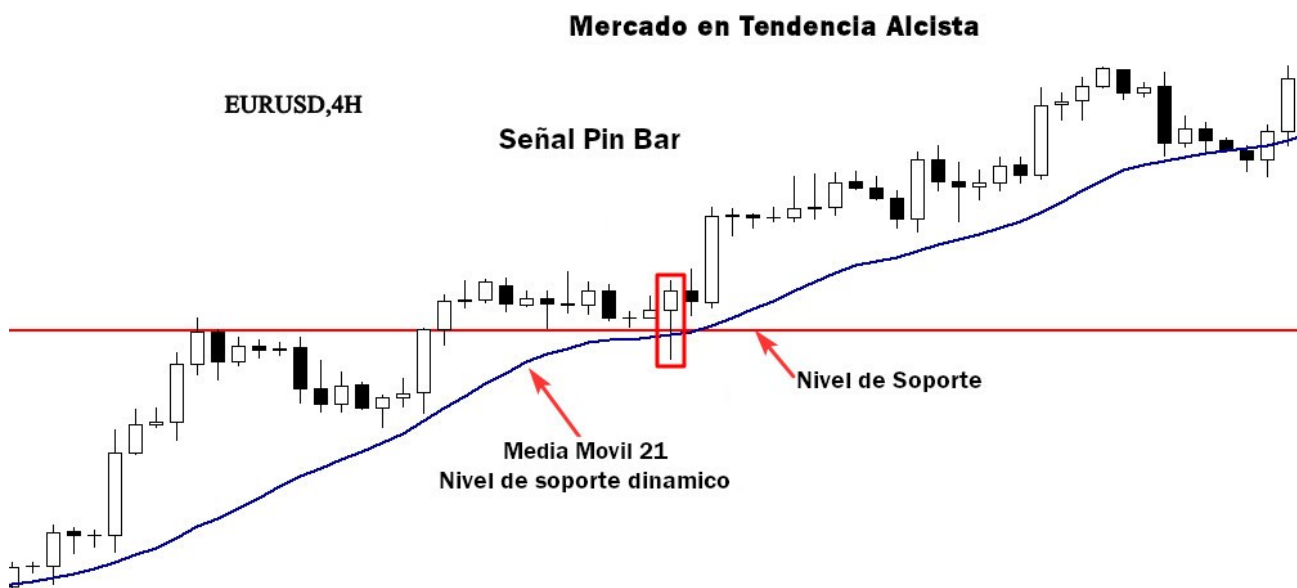 Mercado en Tendencia Alcista
EURUSD,4H
Señal Pin Bar
Nivel de Soporte
Media Movil 21
Nivel de soporte dinamico